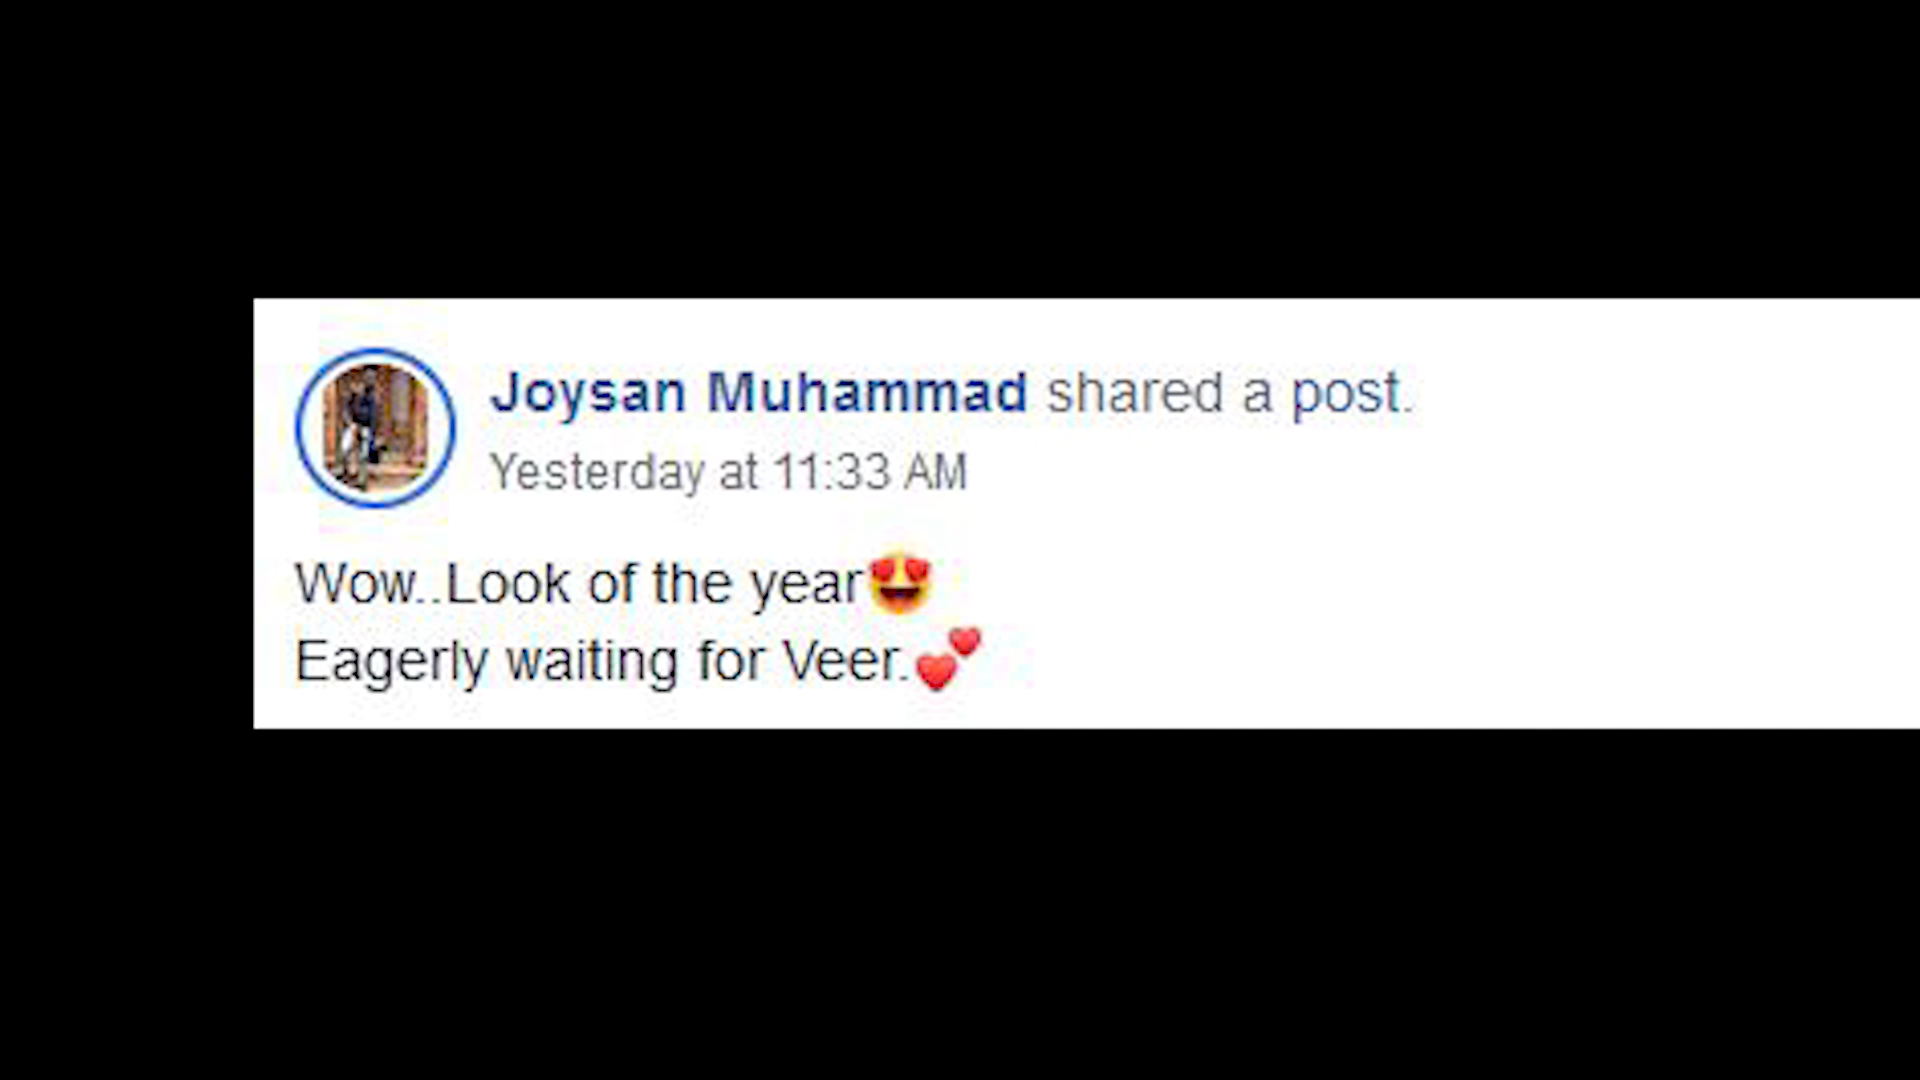 Joysan Muhammad shared a post.
Yesterday at 11:33 AM
Wow..Look of the year😍
Eagerly waiting for Veer.💕